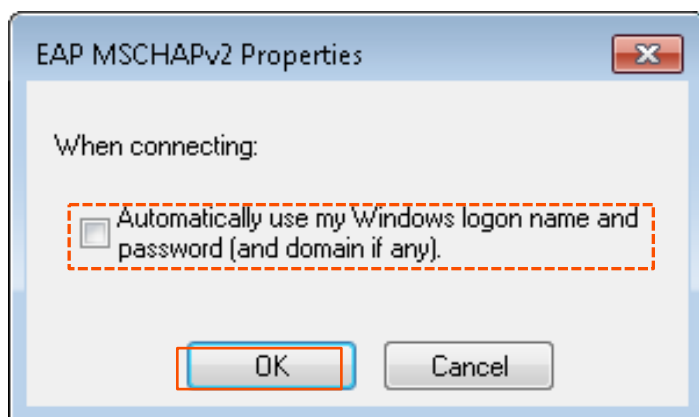 EAP MSCHAPv2 Properties
When connecting:
Automatically use my Windows logon name and
password (and domain if any).
OK
Cancel